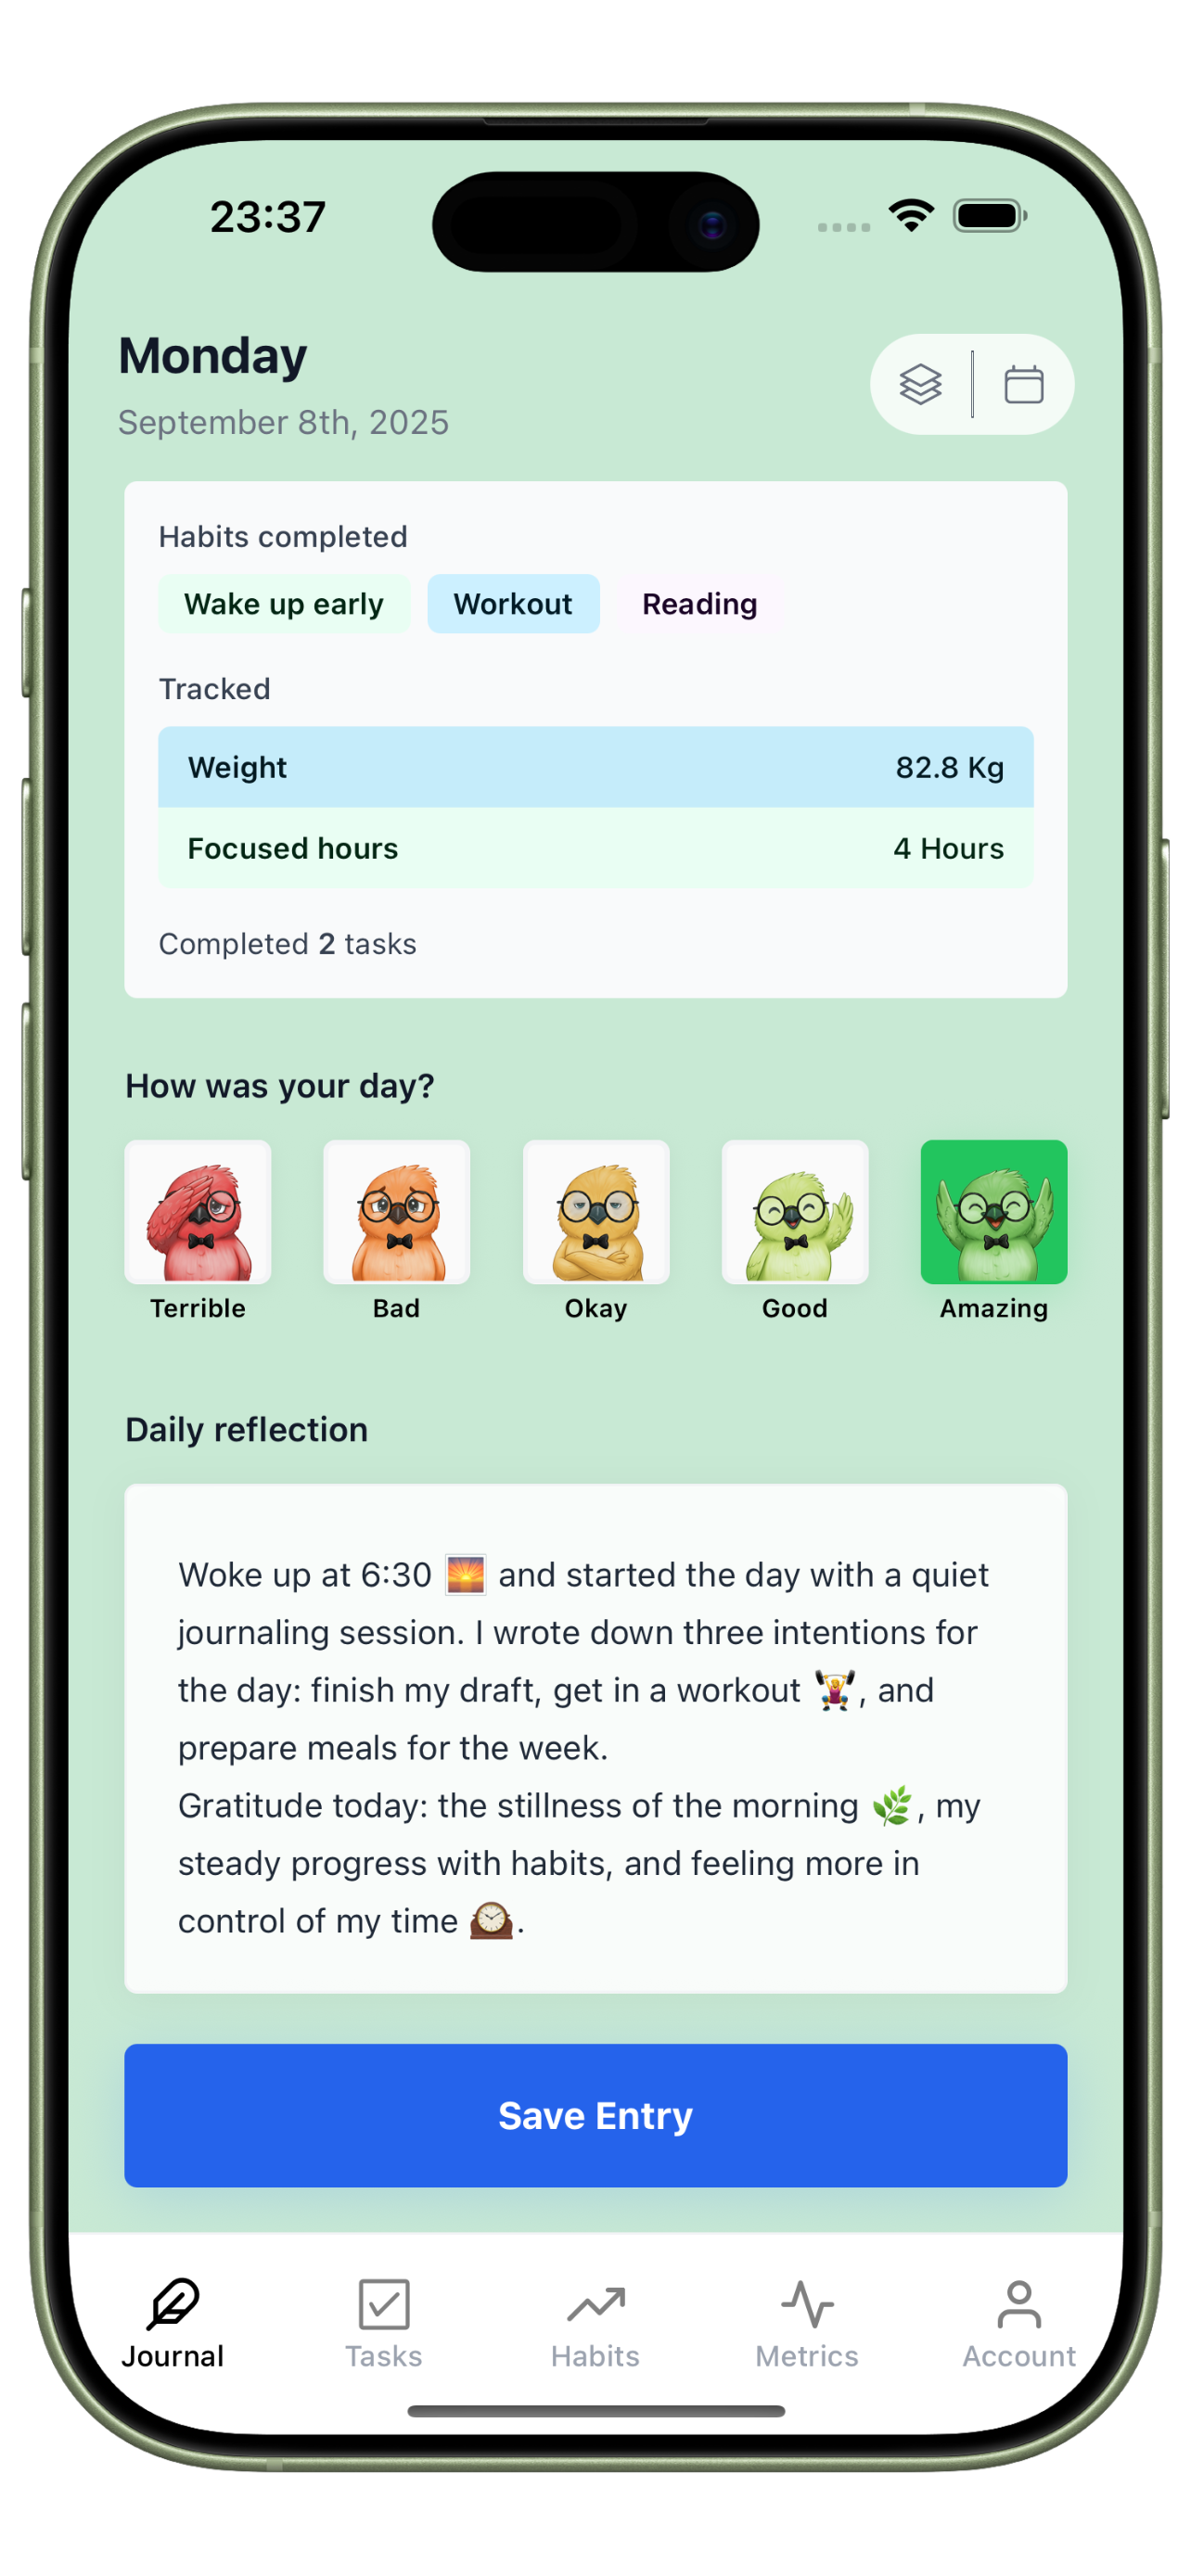 23:37
Monday
September 8th, 2025
Habits completed
Wake up early Workout Reading
Tracked
Weight 82.8 Kg
Focused hours 4 Hours
Completed 2 tasks
How was your day?
Terrible Bad Okay Good Amazing
Daily reflection
Woke up at 6:30 🌅 and started the day with a quiet
journaling session. I wrote down three intentions for
the day: finish my draft, get in a workout 🏋️‍♀️, and
prepare meals for the week.
Gratitude today: the stillness of the morning 🌿, my
steady progress with habits, and feeling more in
control of my time 🕰️.
Save Entry
Journal Tasks Habits Metrics Account